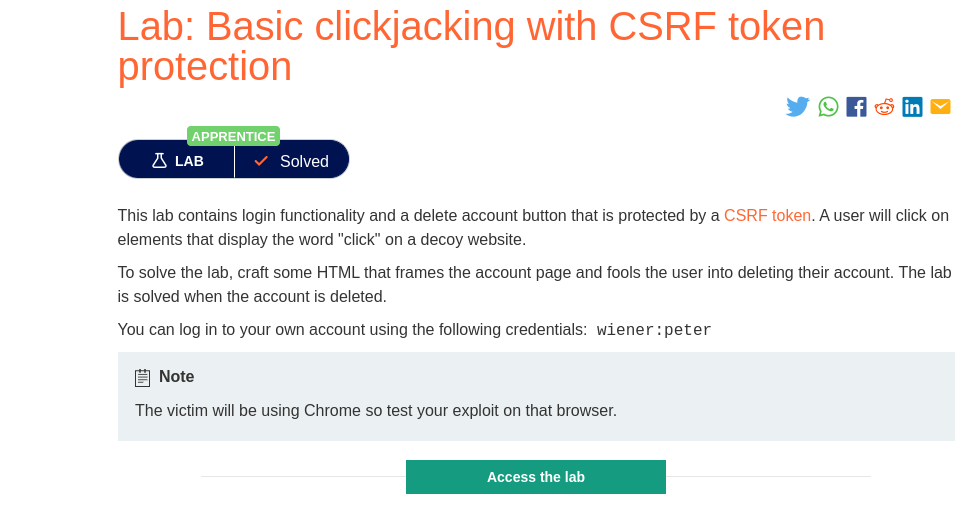 Lab: Basic clickjacking with CSRF token
protection
APPRENTICE
LAB
Solved
This lab contains login functionality and a delete account button that is protected by a CSRF token. A user will click on
elements that display the word "click" on a decoy website.
To solve the lab, craft some HTML that frames the account page and fools the user into deleting their account. The lab
is solved when the account is deleted.
You can log in to your own account using the following credentials: wiener:peter
Note
The victim will be using Chrome so test your exploit on that browser.
Access the lab